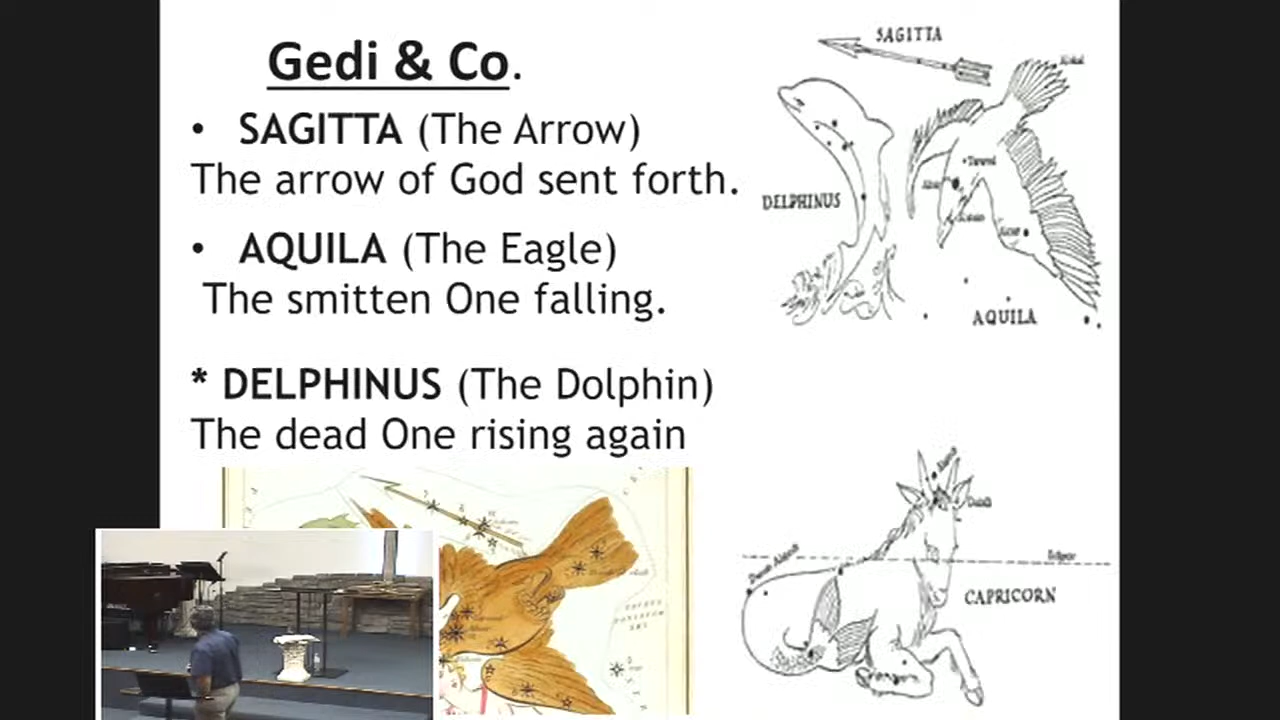 Gedi & Co.
• SAGITTA (The Arrow)
The arrow of God sent forth.
• AQUILA (The Eagle)
The smitten One falling.
* DELPHINUS (The Dolphin)
The dead One rising again
SAGITTA
DELPHINUS
AQUILA
CAPRICORN